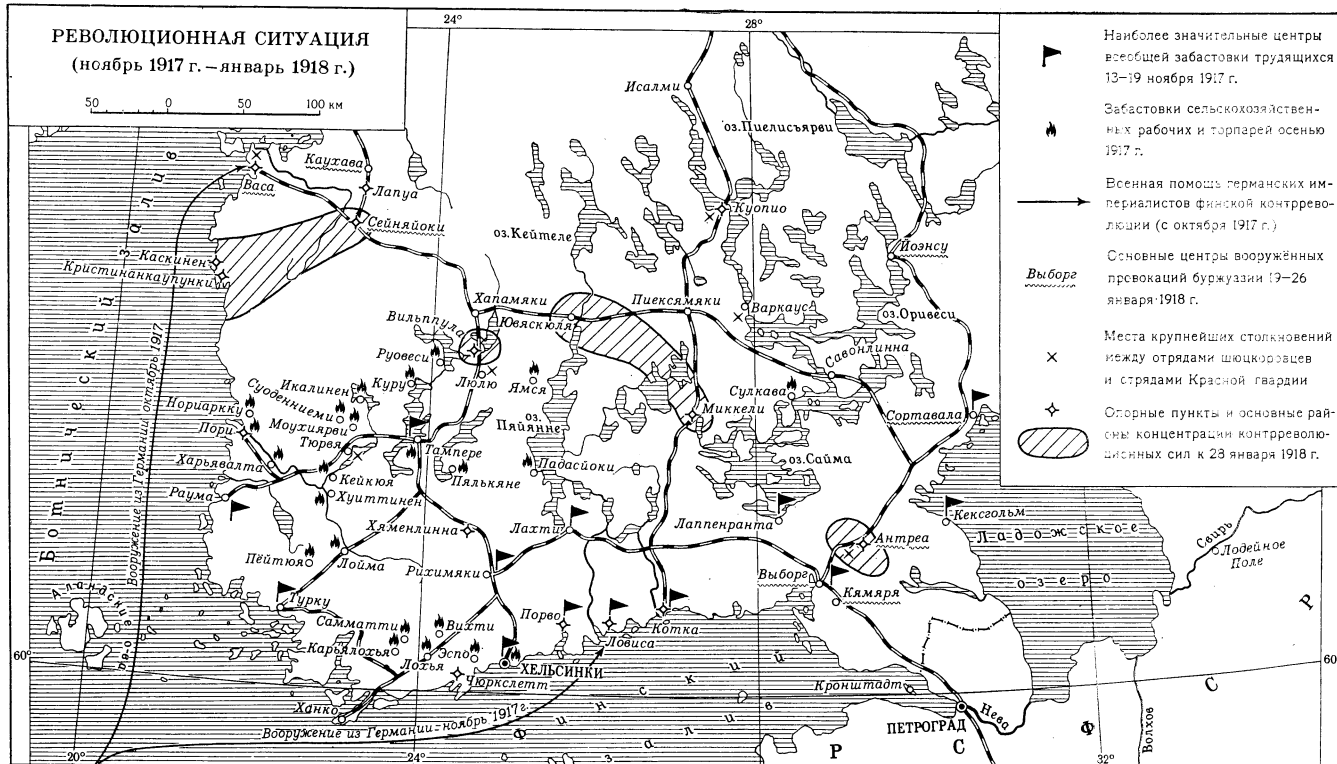 РЕВОЛЮЦИОННАЯ СИТУАЦИЯ
(ноябрь 1917 г. – январь 1918 г.)
50 0 50 100 км
24°
28°
Наиболее значительные центры
всеобщей забастовки трудящихся
13-19 ноября 1917 г.
Забастовки сельскохозяйствен-
ных рабочих и торпарей осенью
1917 г.
Военная помощь германских им-
периалистов финской контррево-
люции (с октября 1917 г.)
Выборг
Основные центры вооружённых
провокаций буржуазии 19–26
января 1918 г.
Места крупнейших столкновений
между отрядами шюцкоровцев
и отрядами Красной гвардии
Опорные пункты и основные рай-
оны концентрации контрреволю-
ционных сил к 28 января 1918 г.
Исалми
оз.Пиелисъярви
Каухава
Васа
Лапуа
Сейняйоки
Куопио
оз.Кейтеле
Йоэнсу
Каскинен
Кристинанкаупунки
Хапамяки
Пиексямяки
Варкаус
оз.Оривеси
Вильппула
Ювяскюля
Руовеси
Савонлинна
Куру
Люлю
Ямся
Сулкава
Икалинен
Суоденниеми
Нориаркку
Моухиярви
Миккели
Сортавала
Пори
Тюрвя
оз.
Пяйянне
Тампере
Харьявалта
оз.Сайма
Падасйоки
Кейкюя
Пялькяне
Раума
Хуиттинен
Кексгольм
Хяменлинна
Лахти
Лаппенранта
Ладожское
озеро
Антреа
Свирь
Лодейное
Поле
Пёйтюя
Лойма
Рихимяки
Выборг
Кямяря
Турку
Порво
Котка
Самматти
Вихти
Ловиса
Карьялохья
Эспо
Лохья
ХЕЛЬСИНКИ
Чюркслетт
Кронштадт
Ханко
ПЕТРОГРАД
Нева
Волхов
Вооружение из Германии–ноябрь 1917г.
Вооружение из Германии октябрь 1917
Ботнический залив
Аландские
о-ва
Финский
залив
Р С Ф С Р
60°
60
20°
24°
32°